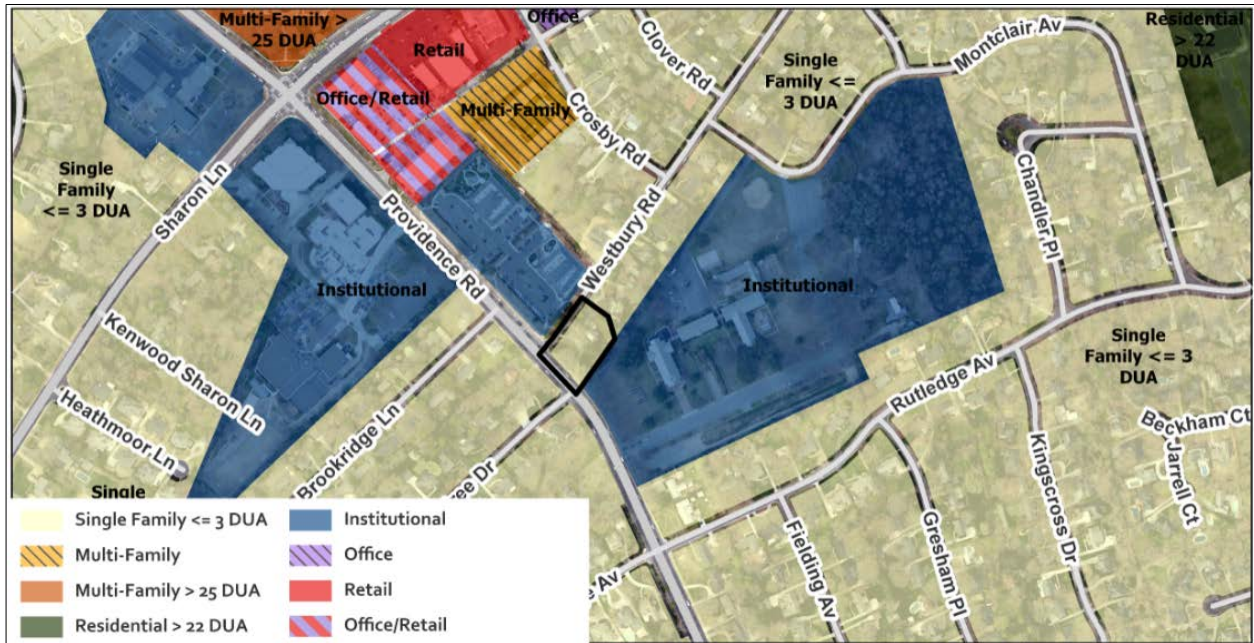 Multi-Family >
25 DUA
Office
Retail
Clover Rd
Montclair Av
Residential
> 22
DUA
Single
Family <=
3 DUA
Office/Retail
Multi-Family
Crosby Rd
Single
Family
<= 3 DUA
Sharon Ln
Chandler Pl
Providence Rd
Westbury Rd
Institutional
Institutional
Kenwood Sharon Ln
Single
Family <= 3
DUA
Rutledge Av
Heathmoor Ln
Brookridge Ln
Beckham Ct
Jarrell Ct
Kingscross Dr
ree Dr
Single
Gresham Pl
Fielding Av
e Av
Single Family <= 3 DUA
Institutional
Multi-Family
Office
Multi-Family > 25 DUA
Retail
Residential > 22 DUA
Office/Retail